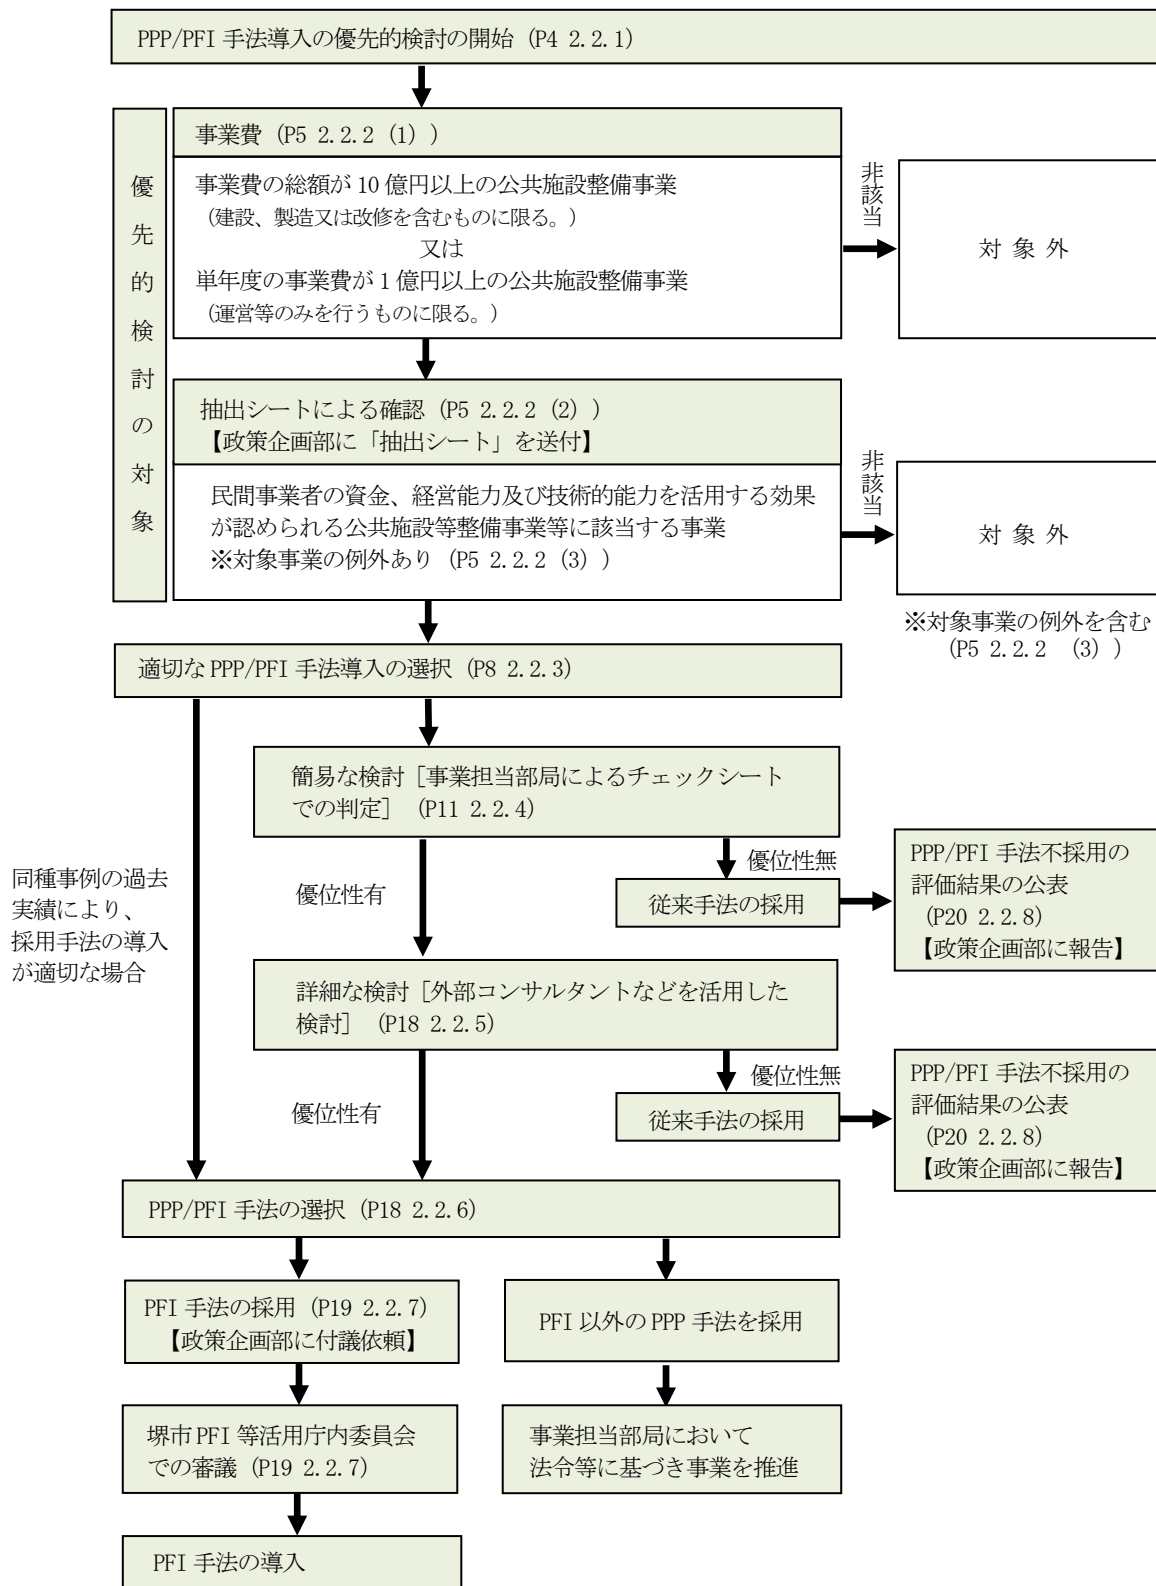 PPP/PFI 手法導入の優先的検討の開始（P4 2.2.1）
優先的検討の対象
事業費（P5 2.2.2（1））
事業費の総額が 10 億円以上の公共施設整備事業
（建設、製造又は改修を含むものに限る。）
又は
単年度の事業費が 1 億円以上の公共施設整備事業
（運営等のみを行うものに限る。）
非該当
対 象 外
抽出シートによる確認（P5 2.2.2（2））
【政策企画部に「抽出シート」を送付】
民間事業者の資金、経営能力及び技術的能力を活用する効果
が認められる公共施設等整備事業等に該当する事業
※対象事業の例外あり（P5 2.2.2（3））
非該当
対 象 外
※対象事業の例外を含む
（P5 2.2.2 （3））
適切な PPP/PFI 手法導入の選択（P8 2.2.3）
簡易な検討［事業担当部局によるチェックシート
での判定］（P11 2.2.4）
同種事例の過去
実績により、
採用手法の導入
が適切な場合
優位性有
優位性無
従来手法の採用
PPP/PFI 手法不採用の
評価結果の公表
（P20 2.2.8）
【政策企画部に報告】
詳細な検討［外部コンサルタントなどを活用した
検討］（P18 2.2.5）
優位性有
優位性無
従来手法の採用
PPP/PFI 手法不採用の
評価結果の公表
（P20 2.2.8）
【政策企画部に報告】
PPP/PFI 手法の選択（P18 2.2.6）
PFI 手法の採用（P19 2.2.7）
【政策企画部に付議依頼】
PFI 以外の PPP 手法を採用
堺市 PFI 等活用庁内委員会
での審議（P19 2.2.7）
事業担当部局において
法令等に基づき事業を推進
PFI 手法の導入